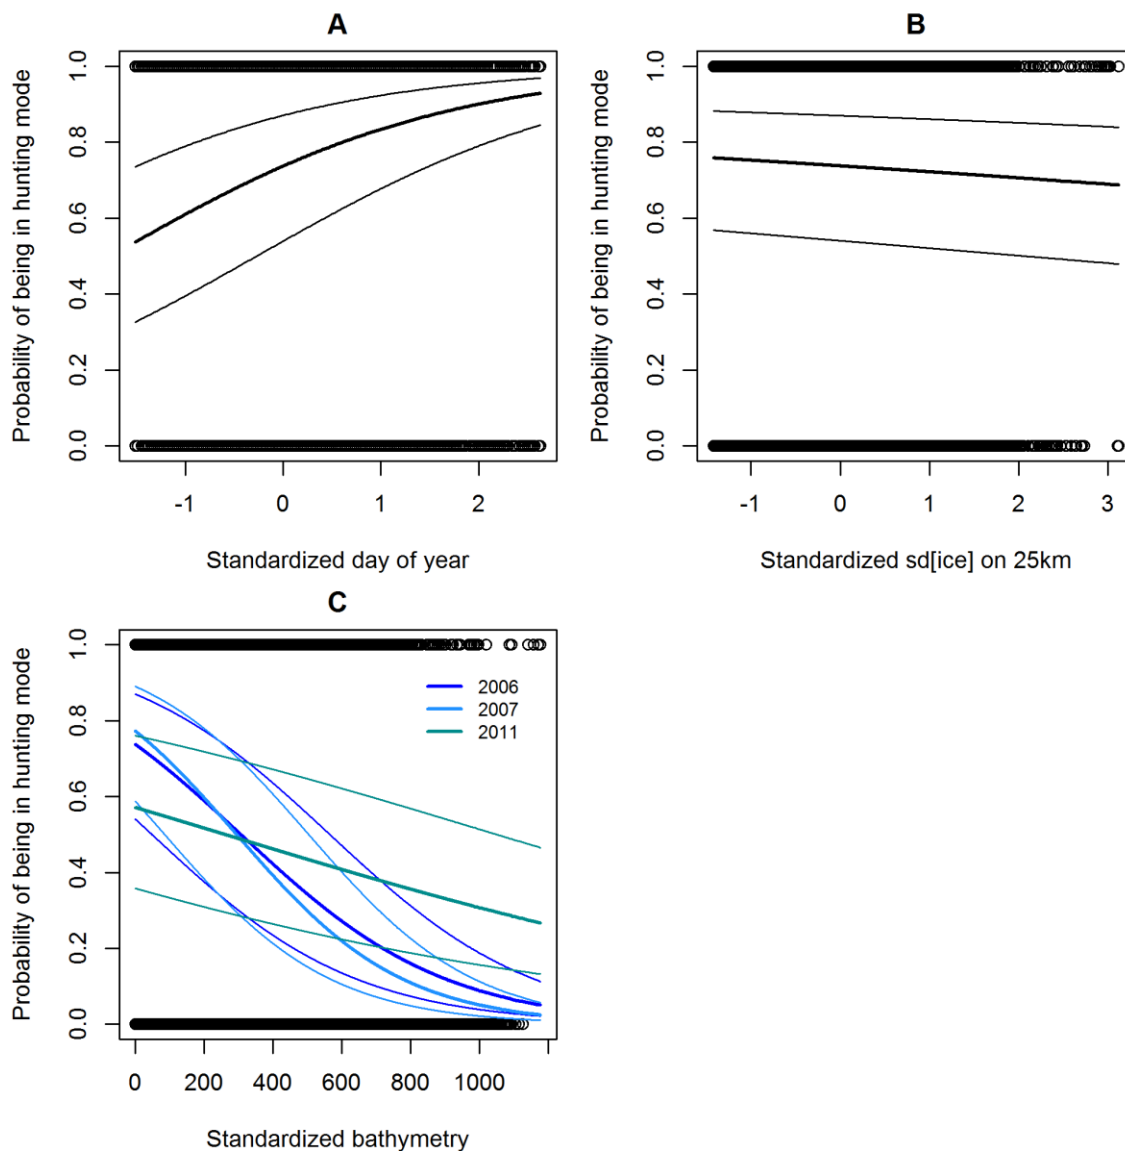 A
Probability of being in hunting mode
1.0
0.8
0.6
0.4
0.2
0.0
-1 0 1 2
Standardized day of year
B
Probability of being in hunting mode
1.0
0.8
0.6
0.4
0.2
0.0
-1 0 1 2 3
Standardized sd[ice] on 25km
C
Probability of being in hunting mode
1.0
0.8
0.6
0.4
0.2
0.0
2006
2007
2011
0 200 400 600 800 1000
Standardized bathymetry